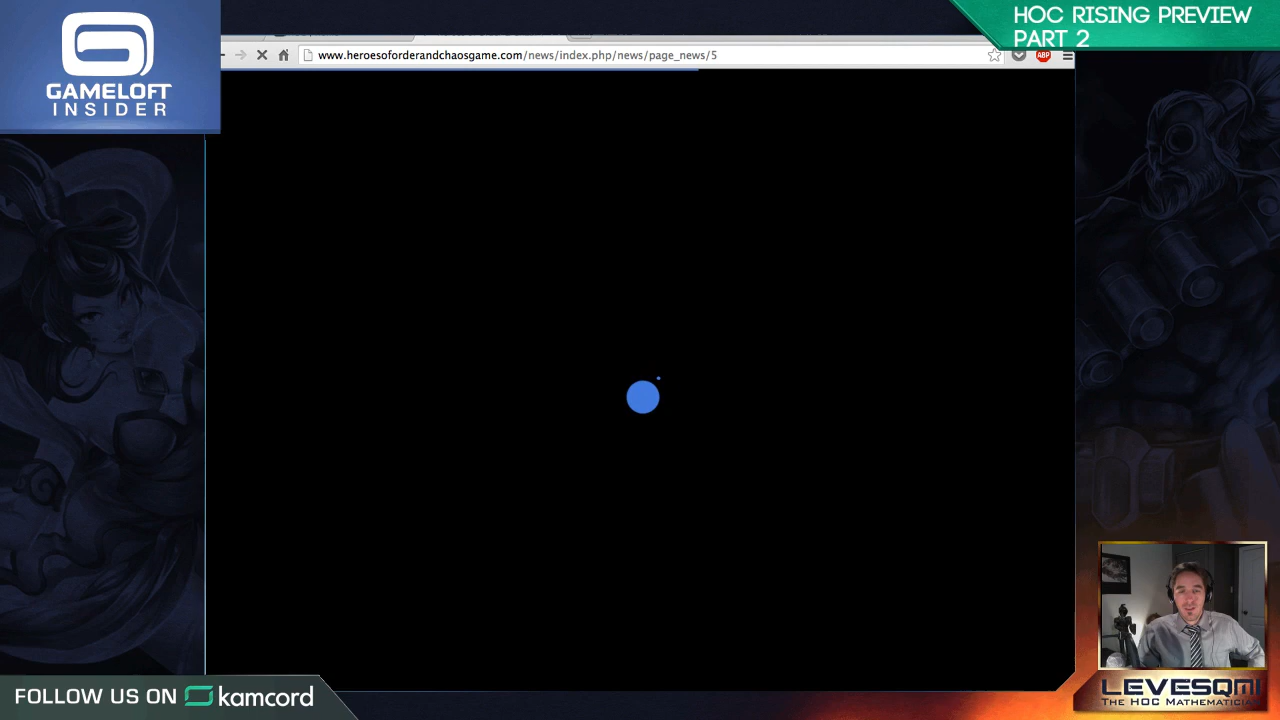 HOC RISING PREVIEW
PART 2
GAMELOFT
INSIDER
www.heroesoforderandchaosgame.com/news/index.php/news/page_news/5
ABP
FOLLOW US ON kamcord
LEVESQMI
THE HOC MATHEMATICIAN